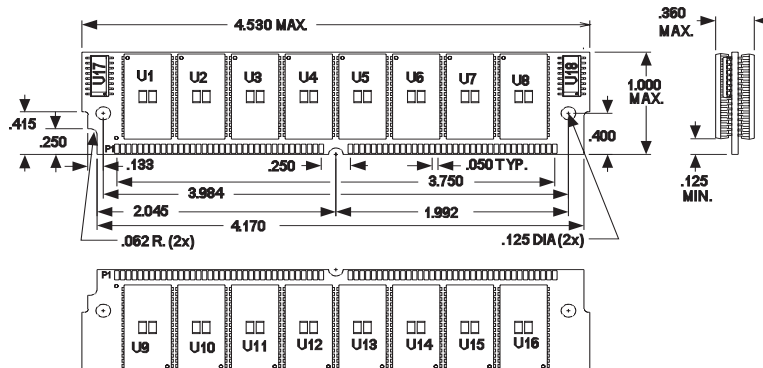 4.530 MAX.
.360 MAX.
U17 U1 U2 U3 U4 U5 U6 U7 U8 U18
1.000 MAX.
.415
.250
.400
P1
.133
.250
.050 TYP.
3.750
.125 MIN.
3.984
2.045
1.992
4.170
.062 R. (2x)
.125 DIA (2x)
P1
U9 U10 U11 U12 U13 U14 U15 U16